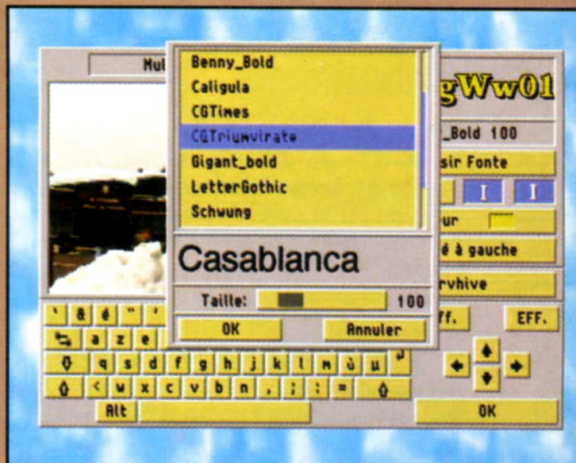 Mul
Benny_Bold
Caligula
CGTimes
CGTriumvirate
Gigant_bold
LetterGothic
Schwung
Casablanca
Taille: 100
OK Annuler
gWw01
_Bold 100
sir Fonte
I I
ur
é à gauche
rvhive
ff. EFF.
` & é " '
a z e
q s d f g h j k l m ù µ
< w x c v b n , ; : =
Alt
OK